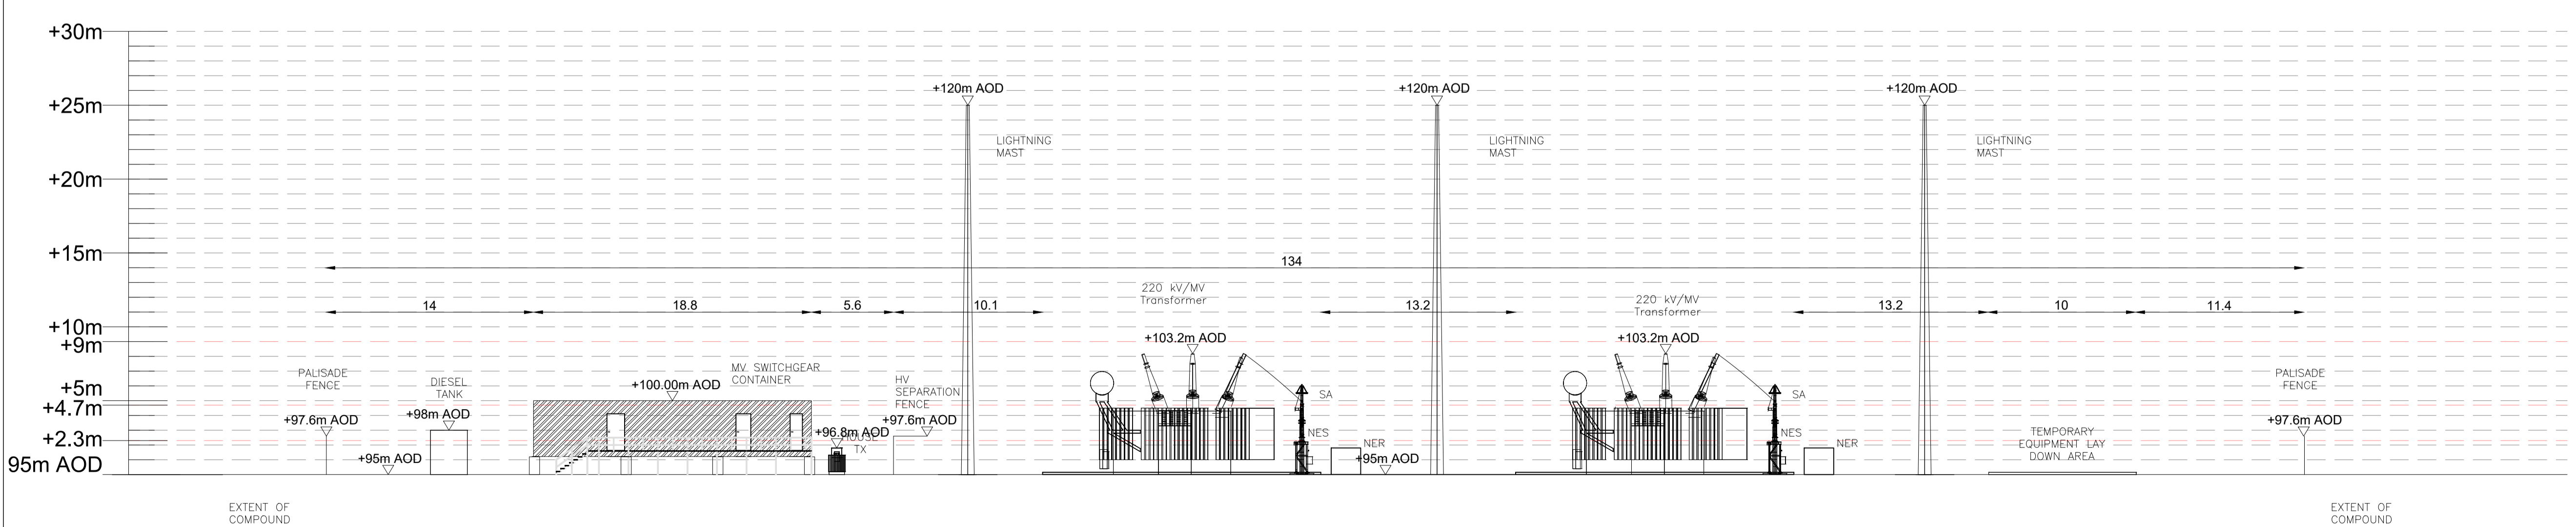 +30m
+25m
+20m
+15m
+10m
+9m
+5m
+4.7m
+2.3m
95m AOD
+120m AOD
+120m AOD
+120m AOD
LIGHTNING
MAST
LIGHTNING
MAST
LIGHTNING
MAST
134
14
18.8
5.6
10.1
13.2
13.2
10
11.4
220 kV/MV
Transformer
220 kV/MV
Transformer
+103.2m AOD
+103.2m AOD
PALISADE
FENCE
+97.6m AOD
+95m AOD
DIESEL
TANK
+98m AOD
+100.00m AOD
MV SWITCHGEAR
CONTAINER
+96.8m AOD
HOUSE
TX
HV
SEPARATION
FENCE
+97.6m AOD
SA
NES
NER
+95m AOD
SA
NES
NER
TEMPORARY
EQUIPMENT LAY
DOWN AREA
PALISADE
FENCE
+97.6m AOD
EXTENT OF
COMPOUND
EXTENT OF
COMPOUND